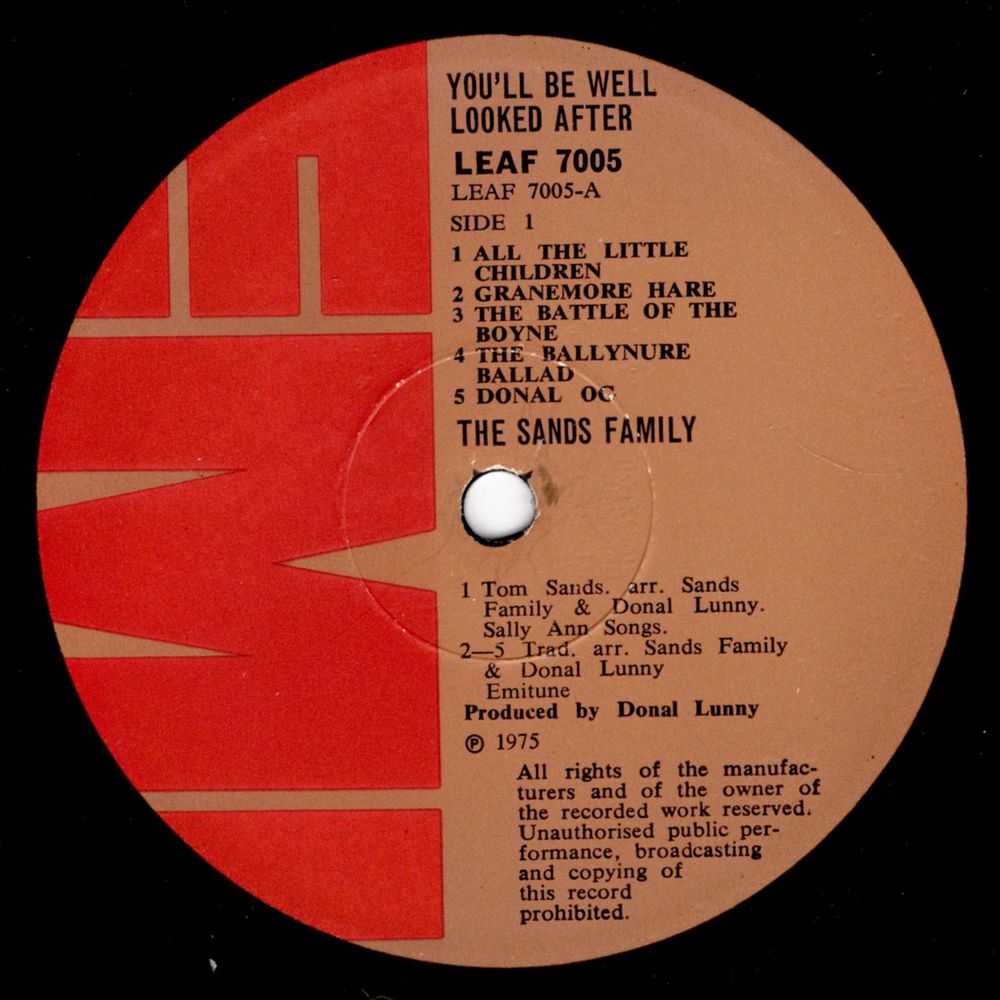 YOU'LL BE WELL
LOOKED AFTER
LEAF 7005
LEAF 7005-A
SIDE 1
1 ALL THE LITTLE
CHILDREN
2 GRANEMORE HARE
3 THE BATTLE OF THE
BOYNE
4 THE BALLYNURE
BALLAD
5 DONAL OG
THE SANDS FAMILY
1 Tom Sands. arr. Sands
Family & Donal Lunny.
Sally Ann Songs.
2—5 Trad. arr. Sands Family
& Donal Lunny
Emitune
Produced by Donal Lunny
℗ 1975
All rights of the manufac-
turers and of the owner of
the recorded work reserved.
Unauthorised public per-
formance, broadcasting
and copying of
this record
prohibited.
EMI